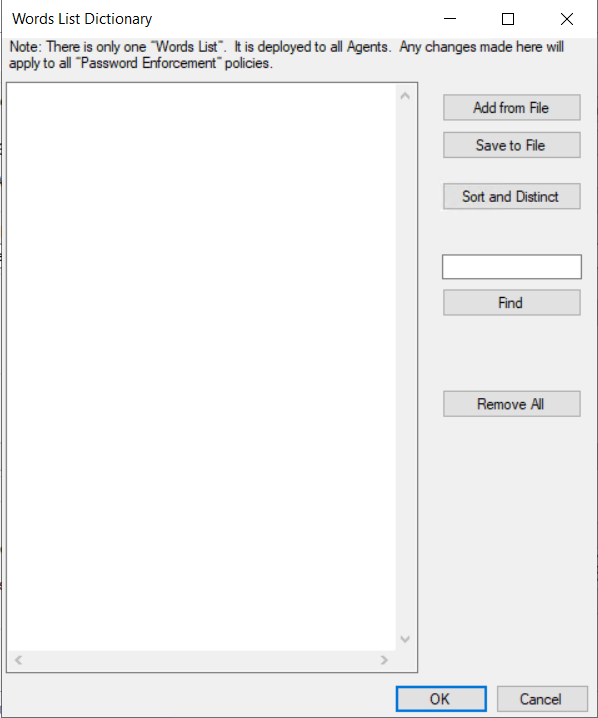 Words List Dictionary
Note: There is only one "Words List".  It is deployed to all Agents.  Any changes made here will
apply to all "Password Enforcement" policies.
Add from File
Save to File
Sort and Distinct
Find
Remove All
OK
Cancel